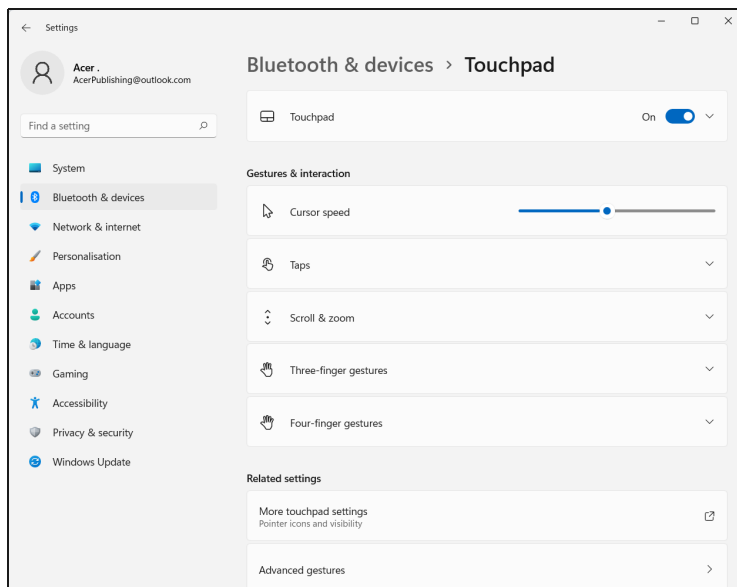 Settings
Acer .
AcerPublishing@outlook.com
Find a setting
System
Bluetooth & devices
Network & internet
Personalisation
Apps
Accounts
Time & language
Gaming
Accessibility
Privacy & security
Windows Update
Bluetooth & devices > Touchpad
Touchpad On
Gestures & interaction
Cursor speed
Taps
Scroll & zoom
Three-finger gestures
Four-finger gestures
Related settings
More touchpad settings
Pointer icons and visibility
Advanced gestures